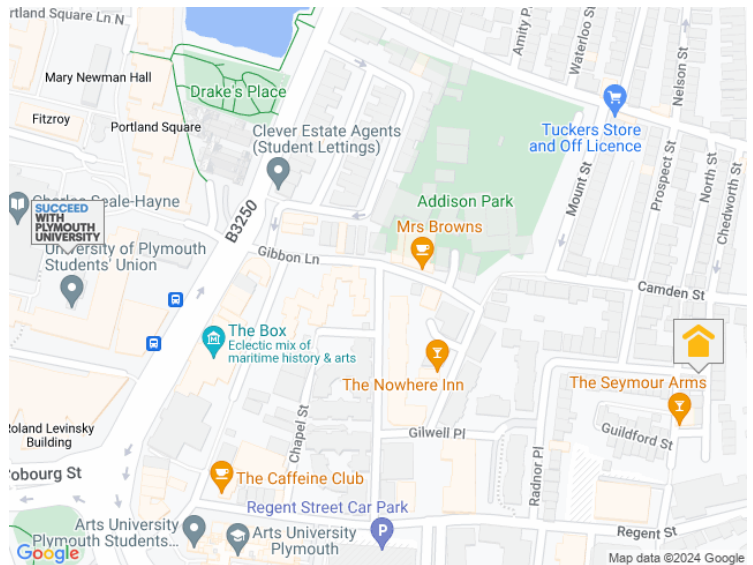 rtland Square Ln N
Amity P
Waterloo St
Nelson St
Mary Newman Hall
Drake's Place
Fitzroy
Portland Square
Clever Estate Agents
(Student Lettings)
Tuckers Store
and Off Licence
Mount St
Prospect St
North St
Chedworth St
Charles Seale-Hayne
SUCCEED
WITH
PLYMOUTH
UNIVERSITY
Addison Park
Mrs Browns
B3250
University of Plymouth
Students' Union
Gibbon Ln
Camden St
The Box
Eclectic mix of
maritime history & arts
The Nowhere Inn
The Seymour Arms
Roland Levinsky
Building
Chapel St
Gilwell Pl
Guildford St
Radnor Pl
Cobourg St
The Caffeine Club
Regent Street Car Park
P
Arts University
Plymouth Students...
Arts University
Plymouth
Regent St
Google
Map data ©2024 Google